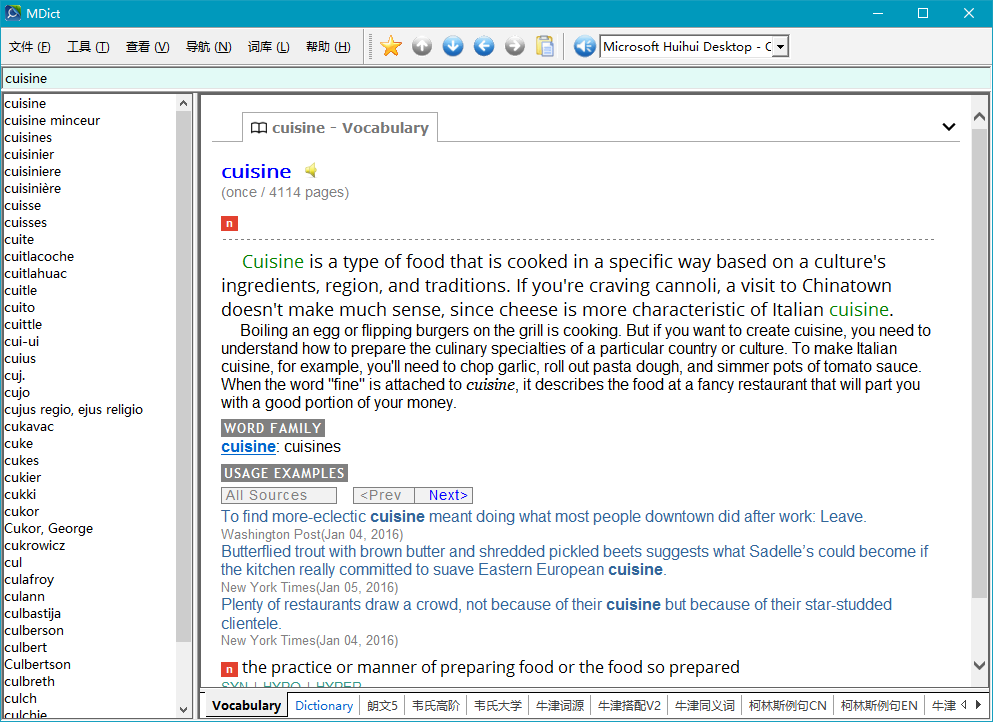 MDict
文件 (F) 工具 (T) 查看 (V) 导航 (N) 词库 (L) 帮助 (H) Microsoft Huihui Desktop - C
cuisine
cuisine
cuisine minceur
cuisines
cuisinier
cuisiniere
cuisinière
cuisse
cuisses
cuite
cuitlacoche
cuitlahuac
cuitle
cuito
cuittle
cui-ui
cuius
cuj.
cujo
cujus regio, ejus religio
cukavac
cuke
cukes
cukier
cukki
cukor
Cukor, George
cukrowicz
cul
culafroy
culann
culbastija
culberson
culbert
Culbertson
culbreth
culch
culchie
cuisine - Vocabulary
cuisine
(once / 4114 pages)
n
Cuisine is a type of food that is cooked in a specific way based on a culture's
ingredients, region, and traditions. If you're craving cannoli, a visit to Chinatown
doesn't make much sense, since cheese is more characteristic of Italian cuisine.
Boiling an egg or flipping burgers on the grill is cooking. But if you want to create cuisine, you need to
understand how to prepare the culinary specialties of a particular country or culture. To make Italian
cuisine, for example, you'll need to chop garlic, roll out pasta dough, and simmer pots of tomato sauce.
When the word "fine" is attached to cuisine, it describes the food at a fancy restaurant that will part you
with a good portion of your money.
WORD FAMILY
cuisine: cuisines
USAGE EXAMPLES
All Sources <Prev Next>
To find more-eclectic cuisine meant doing what most people downtown did after work: Leave.
Washington Post(Jan 04, 2016)
Butterflied trout with brown butter and shredded pickled beets suggests what Sadelle’s could become if
the kitchen really committed to suave Eastern European cuisine.
New York Times(Jan 05, 2016)
Plenty of restaurants draw a crowd, not because of their cuisine but because of their star-studded
clientele.
New York Times(Jan 04, 2016)
n the practice or manner of preparing food or the food so prepared
SYN | HYPO | HYPER
Vocabulary Dictionary 朗文5 韦氏高阶 韦氏大学 牛津词源 牛津搭配V2 牛津同义词 柯林斯例句CN 柯林斯例句EN 牛津